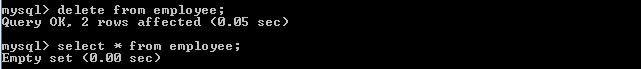 mysql> delete from employee;
Query OK, 2 rows affected (0.05 sec)
mysql> select * from employee;
Empty set (0.00 sec)